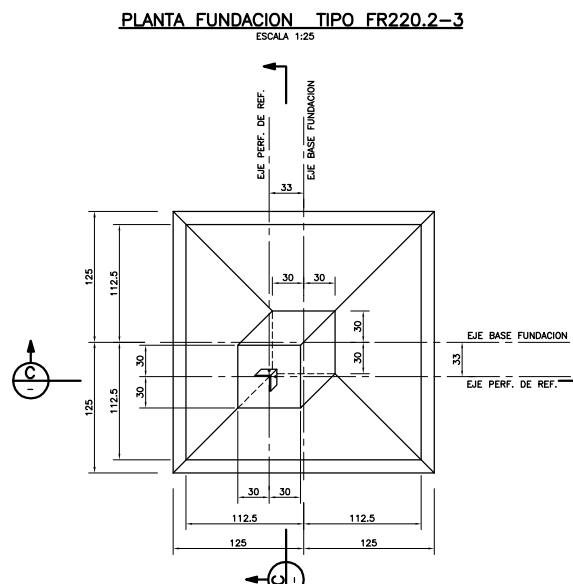 PLANTA FUNDACION TIPO FR220.2-3
ESCALA 1:25
EJE PERF. DE REF.
EJE BASE FUNDACION
33
125
112.5
30 30
30
30
EJE BASE FUNDACION
33
EJE PERF. DE REF.
C
-
30
30
125
112.5
30 30
112.5 112.5
125 125
C
-